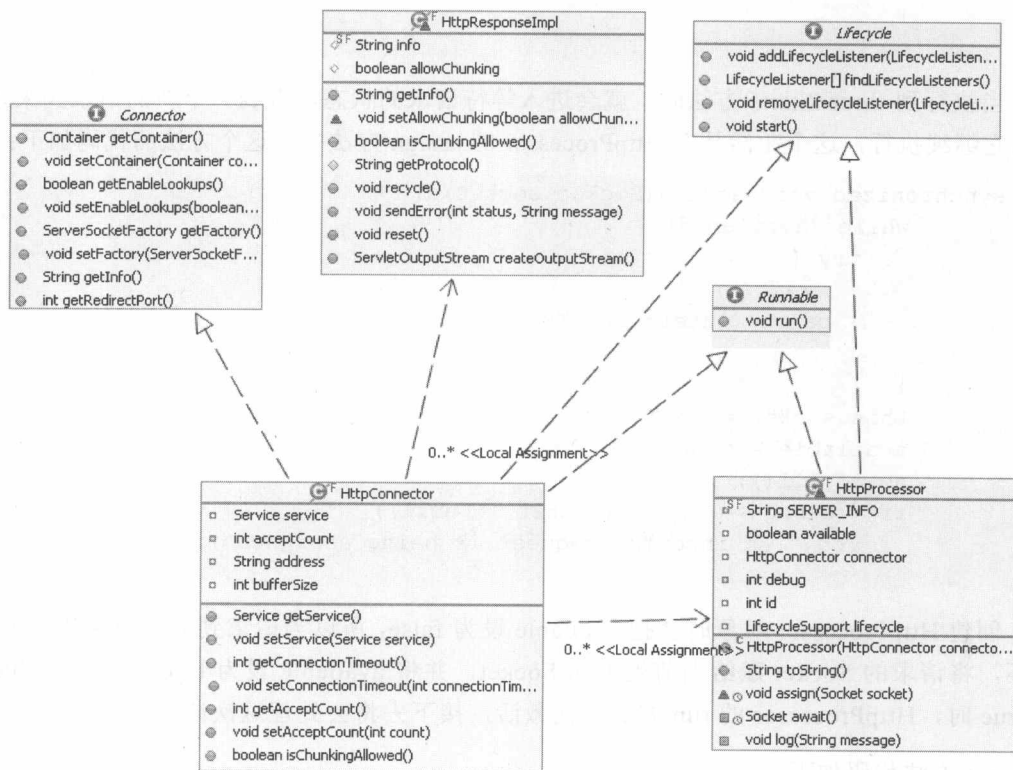 HttpResponseImpl
String info
boolean allowChunking
String getInfo()
void setAllowChunking(boolean allowChun...
boolean isChunkingAllowed()
String getProtocol()
void recycle()
void sendError(int status, String message)
void reset()
ServletOutputStream createOutputStream()
Lifecycle
void addLifecycleListener(LifecycleListen...
LifecycleListener[] findLifecycleListeners()
void removeLifecycleListener(LifecycleLi...
void start()
Connector
Container getContainer()
void setContainer(Container co...
boolean getEnableLookups()
void setEnableLookups(boolean...
ServerSocketFactory getFactory()
void setFactory(ServerSocketF...
String getInfo()
int getRedirectPort()
Runnable
void run()
0..* <<Local Assignment>>
HttpConnector
Service service
int acceptCount
String address
int bufferSize
Service getService()
void setService(Service service)
int getConnectionTimeout()
void setConnectionTimeout(int connectionTim...
int getAcceptCount()
void setAcceptCount(int count)
boolean isChunkingAllowed()
0..* <<Local Assignment>>
HttpProcessor
String SERVER_INFO
boolean available
HttpConnector connector
int debug
int id
LifecycleSupport lifecycle
HttpProcessor(HttpConnector connecto...
String toString()
void assign(Socket socket)
Socket await()
void log(String message)